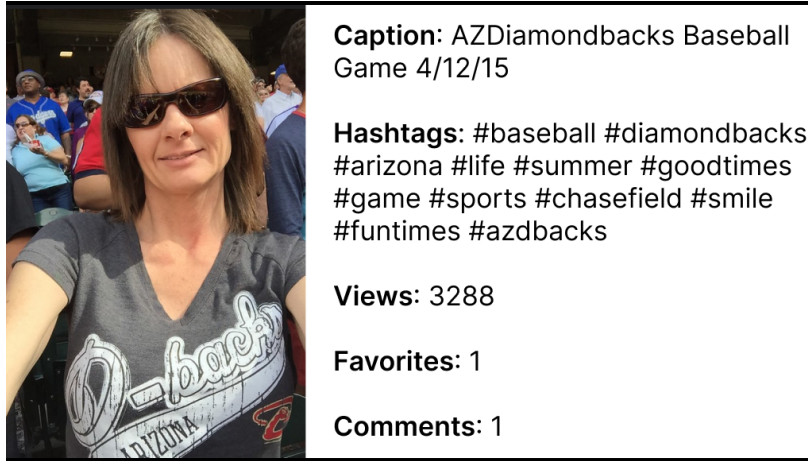 Caption: AZDiamondbacks Baseball
Game 4/12/15
Hashtags: #baseball #diamondbacks
#arizona #life #summer #goodtimes
#game #sports #chasefield #smile
#funtimes #azdbacks
Views: 3288
Favorites: 1
Comments: 1
D-backs
ARIZONA